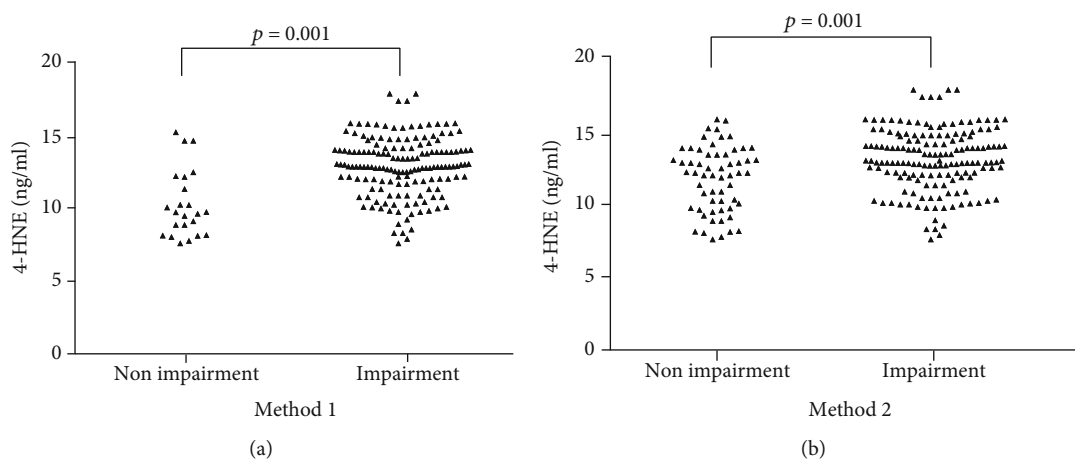 p = 0.001
20
15
10
5
0
4-HNE (ng/ml)
Non impairment
Impairment
Method 1
(a)
p = 0.001
20
15
10
5
0
4-HNE (ng/ml)
Non impairment
Impairment
Method 2
(b)